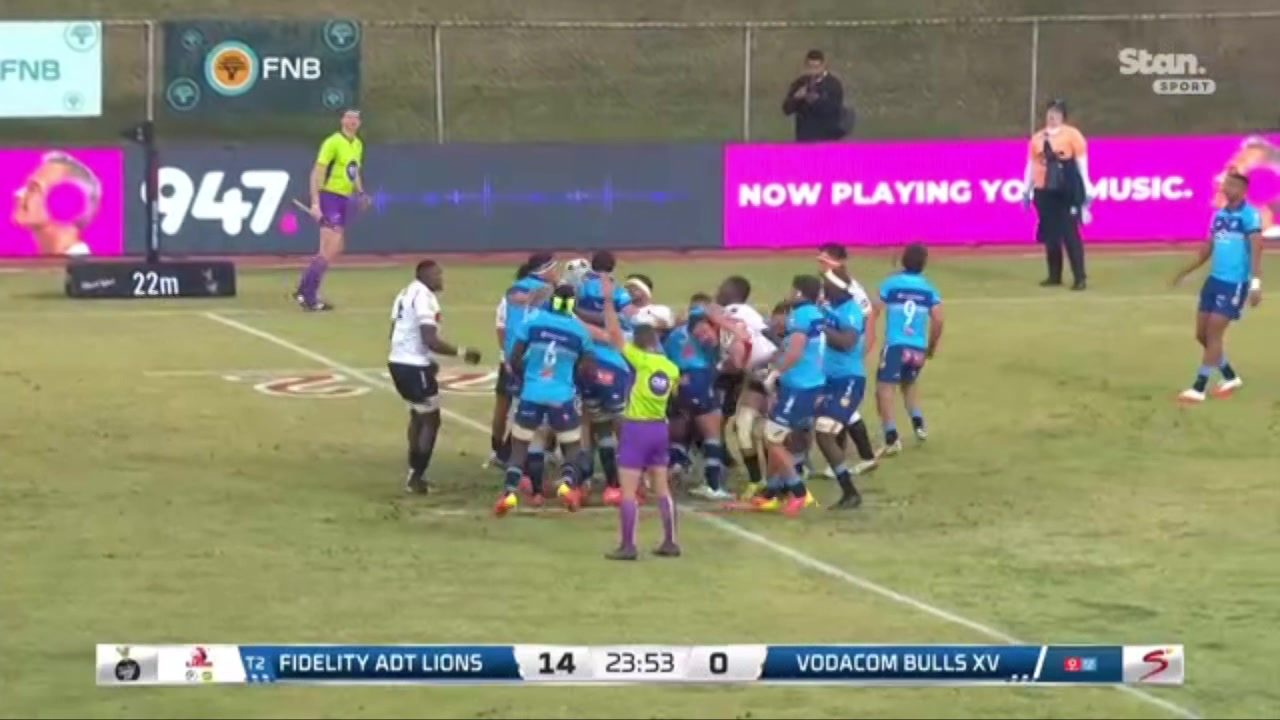 FNB
FNB
Stan.
SPORT
947.
NOW PLAYING YO MUSIC.
22m
6
9
T2 FIDELITY ADT LIONS 14 23:53 0 VODACOM BULLS XV
S